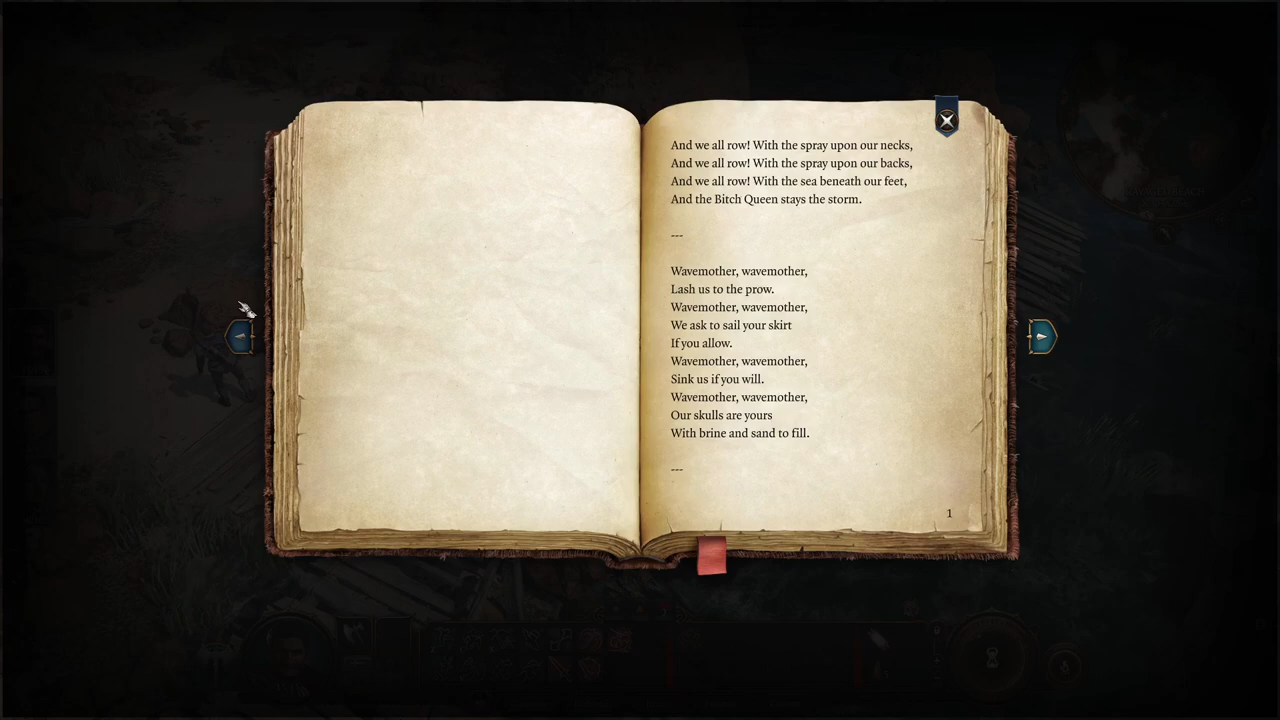 And we all row! With the spray upon our necks,
And we all row! With the spray upon our backs,
And we all row! With the sea beneath our feet,
And the Bitch Queen stays the storm.
---
Wavemother, wavemother,
Lash us to the prow.
Wavemother, wavemother,
We ask to sail your skirt
If you allow.
Wavemother, wavemother,
Sink us if you will.
Wavemother, wavemother,
Our skulls are yours
With brine and sand to fill.
---
1